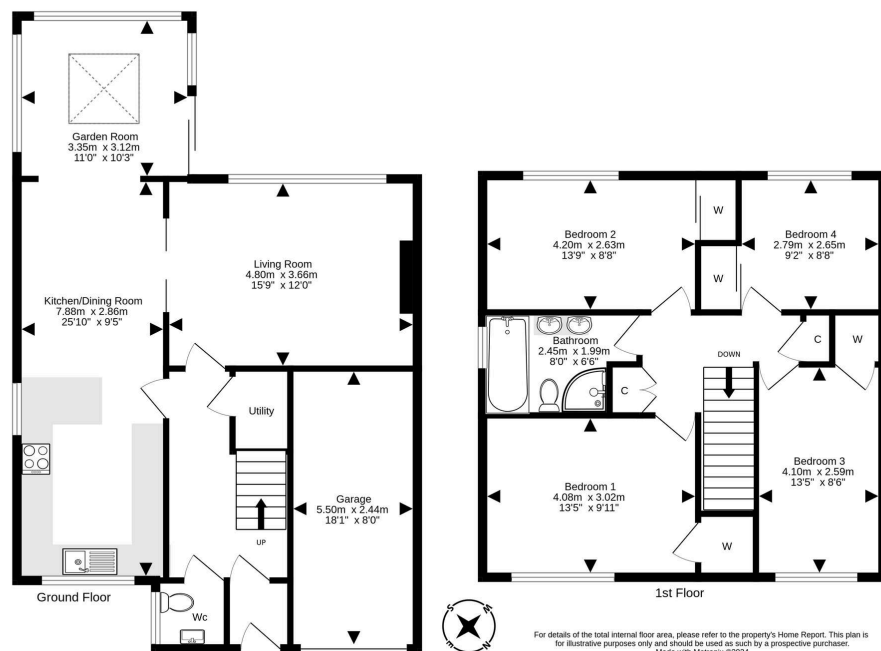 Garden Room
3.35m x 3.12m
11'0" x 10'3"
Living Room
4.80m x 3.66m
15'9" x 12'0"
Kitchen/Dining Room
7.88m x 2.86m
25'10" x 9'5"
Utility
Garage
5.50m x 2.44m
18'1" x 8'0"
UP
Wc
Ground Floor
Bedroom 2
4.20m x 2.63m
13'9" x 8'8"
W
W
Bedroom 4
2.79m x 2.65m
9'2" x 8'8"
Bathroom
2.45m x 1.99m
8'0" x 6'6"
C
DOWN
C
W
Bedroom 1
4.08m x 3.02m
13'5" x 9'11"
Bedroom 3
4.10m x 2.59m
13'5" x 8'6"
W
1st Floor
S
W
N
E
For details of the total internal floor area, please refer to the property's Home Report. This plan is
for illustrative purposes only and should be used as such by a prospective purchaser.
Made with Metropix ©2024